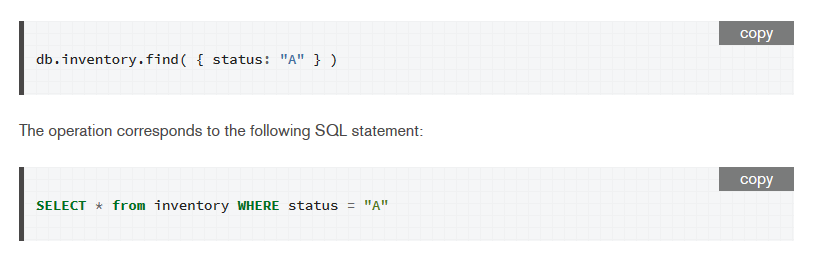 copy
db.inventory.find( { status: "A" } )
The operation corresponds to the following SQL statement:
copy
SELECT * from inventory WHERE status = "A"